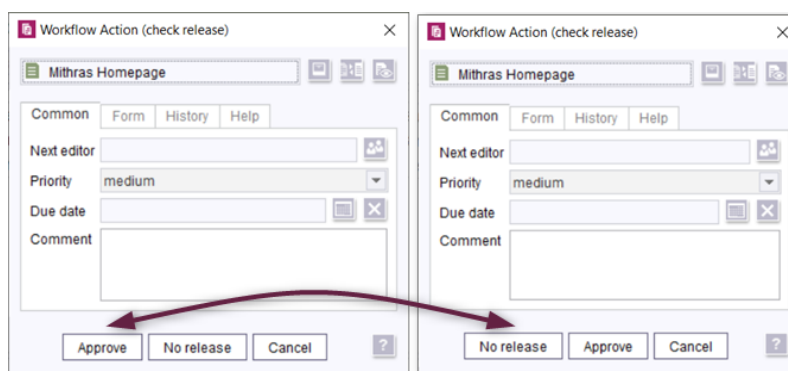 Workflow Action (check release)
Mithras Homepage
Common Form History Help
Next editor
Priority medium
Due date
Comment
Approve No release Cancel ?
Workflow Action (check release)
Mithras Homepage
Common Form History Help
Next editor
Priority medium
Due date
Comment
No release Approve Cancel ?